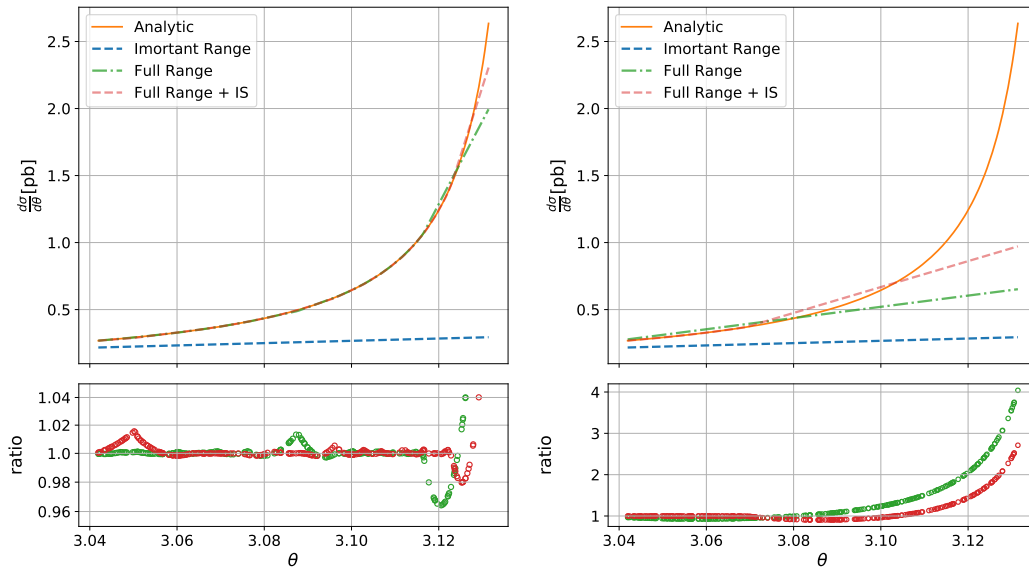 Analytic
Imortant Range
Full Range
Full Range + IS
2.5
2.0
1.5
1.0
0.5
dσ/dθ [pb]
1.04
1.02
1.00
0.98
0.96
ratio
3.04
3.06
3.08
3.10
3.12
θ
Analytic
Imortant Range
Full Range
Full Range + IS
2.5
2.0
1.5
1.0
0.5
dσ/dθ [pb]
4
3
2
1
ratio
3.04
3.06
3.08
3.10
3.12
θ